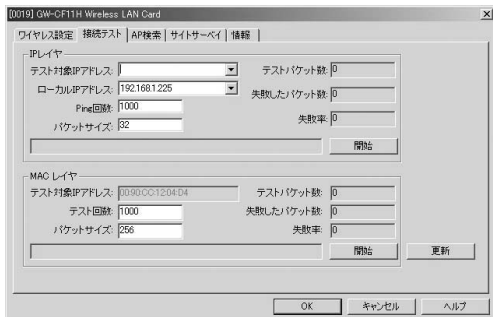 [0019] GW-CF11H Wireless LAN Card
ワイヤレス設定 接続テスト AP検索 サイトサーベイ 情報
IPレイヤ
テスト対象IPアドレス: テストパケット数: 0
ローカルIPアドレス: 192.168.1.225 失敗したパケット数: 0
Ping回数: 1000 失敗率: 0
パケットサイズ: 32
開始
MAC レイヤ
テスト対象IPアドレス: 00:90:CC:12:04:D4 テストパケット数: 0
テスト回数: 1000 失敗したパケット数: 0
パケットサイズ: 256 失敗率: 0
開始 更新
OK キャンセル ヘルプ